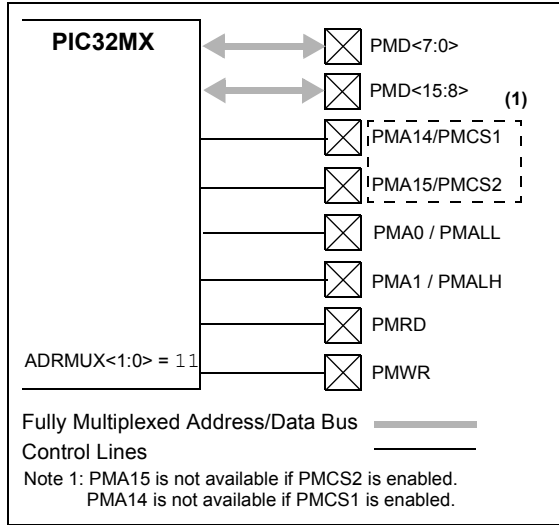 PIC32MX
PMD<7:0>
PMD<15:8>
(1)
PMA14/PMCS1
PMA15/PMCS2
PMA0 / PMALL
PMA1 / PMALH
PMRD
ADRMUX<1:0> = 11
PMWR
Fully Multiplexed Address/Data Bus
Control Lines
Note 1: PMA15 is not available if PMCS2 is enabled.
PMA14 is not available if PMCS1 is enabled.